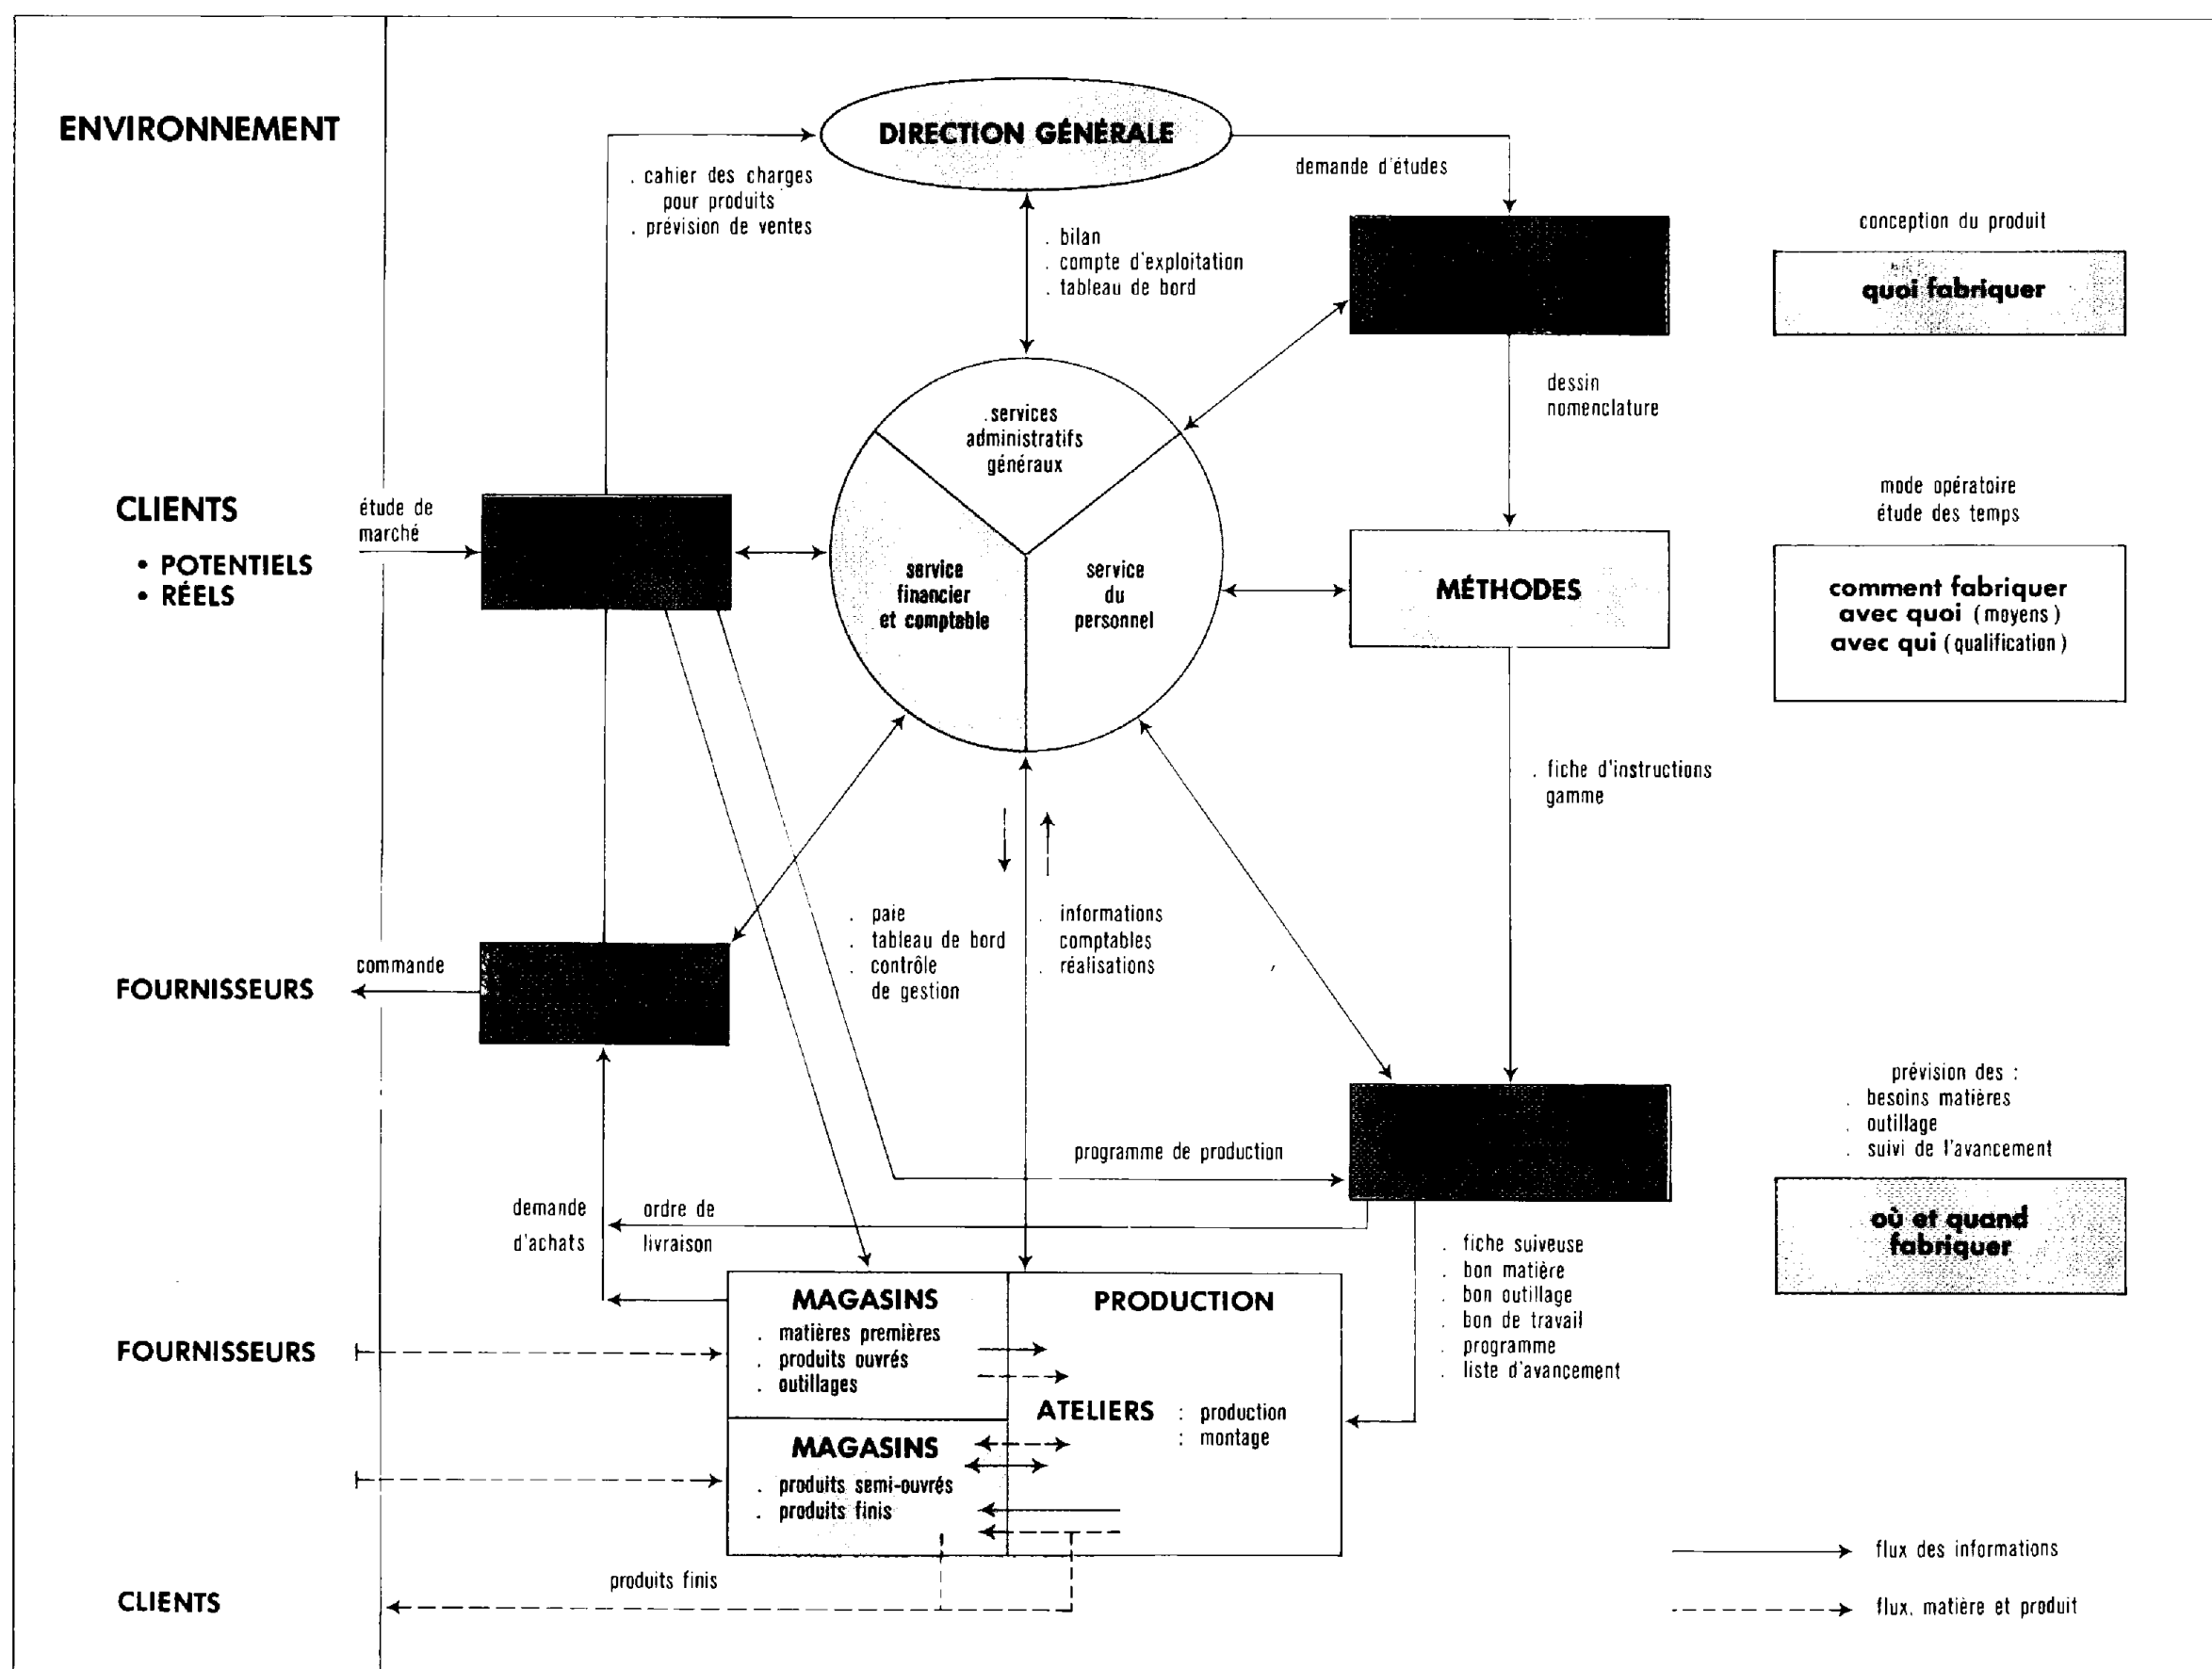 ENVIRONNEMENT
DIRECTION GÉNÉRALE
. cahier des charges
pour produits
. prévision de ventes
demande d'études
. bilan
. compte d'exploitation
. tableau de bord
conception du produit
quoi fabriquer
dessin
nomenclature
.services
administratifs
généraux
service
financier
et comptable
service
du
personnel
CLIENTS
• POTENTIELS
• RÉELS
étude de
marché
MÉTHODES
mode opératoire
étude des temps
comment fabriquer
avec quoi (moyens)
avec qui (qualification)
. fiche d'instructions
gamme
. paie
. tableau de bord
. contrôle
de gestion
. informations
comptables
. réalisations
FOURNISSEURS
commande
prévision des :
. besoins matières
. outillage
. suivi de l'avancement
où et quand
fabriquer
programme de production
demande
d'achats
ordre de
livraison
. fiche suiveuse
. bon matière
. bon outillage
. bon de travail
. programme
. liste d'avancement
FOURNISSEURS
MAGASINS
. matières premières
. produits ouvrés
. outillages
PRODUCTION
ATELIERS : production
: montage
MAGASINS
. produits semi-ouvrés
. produits finis
CLIENTS
produits finis
flux des informations
flux. matière et produit